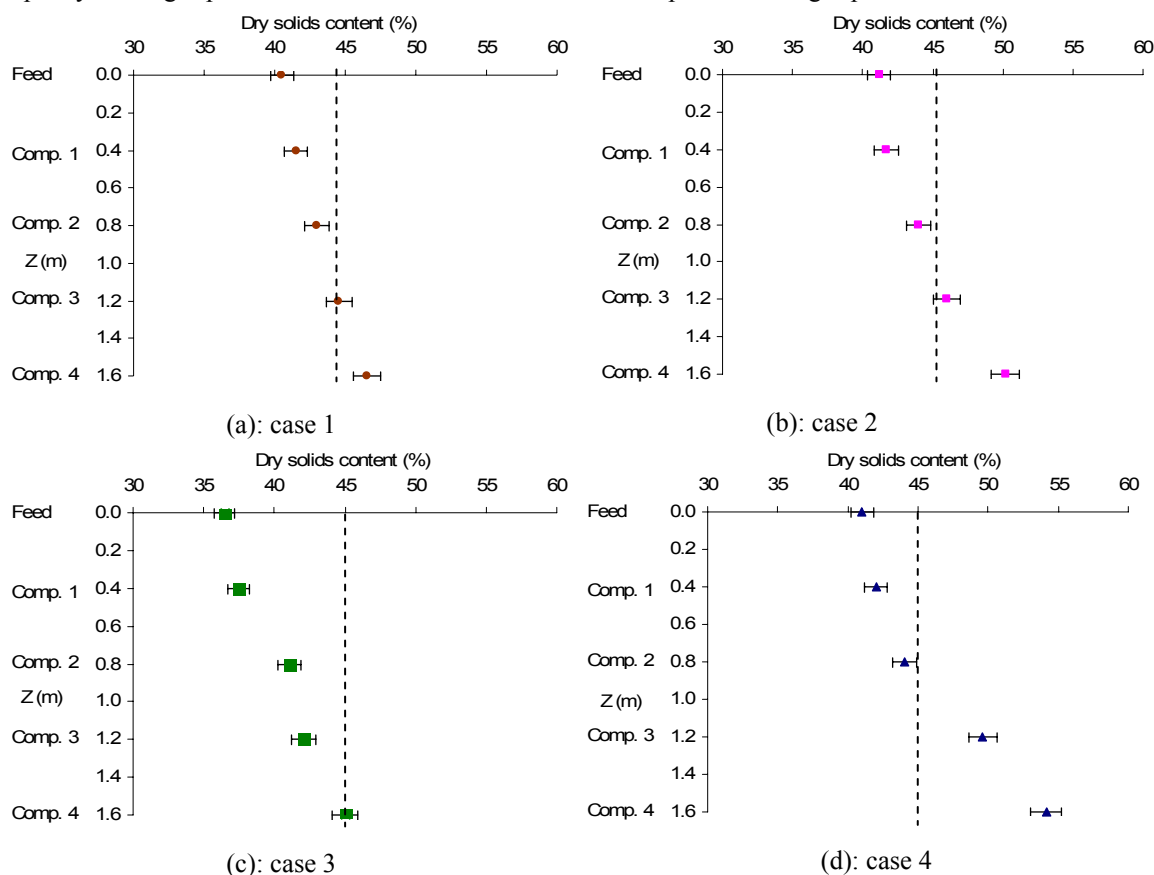 Dry solids content (%)
30 35 40 45 50 55 60
Feed 0.0
0.2
Comp. 1 0.4
0.6
Comp. 2 0.8
Z (m) 1.0
Comp. 3 1.2
1.4
Comp. 4 1.6
(a): case 1
Dry solids content (%)
30 35 40 45 50 55 60
Feed 0.0
0.2
Comp. 1 0.4
0.6
Comp. 2 0.8
Z (m) 1.0
Comp. 3 1.2
1.4
Comp. 4 1.6
(b): case 2
Dry solids content (%)
30 35 40 45 50 55 60
Feed 0.0
0.2
Comp. 1 0.4
0.6
Comp. 2 0.8
Z (m) 1.0
Comp. 3 1.2
1.4
Comp. 4 1.6
(c): case 3
Dry solids content (%)
30 35 40 45 50 55 60
Feed 0.0
0.2
Comp. 1 0.4
0.6
Comp. 2 0.8
Z (m) 1.0
Comp. 3 1.2
1.4
Comp. 4 1.6
(d): case 4